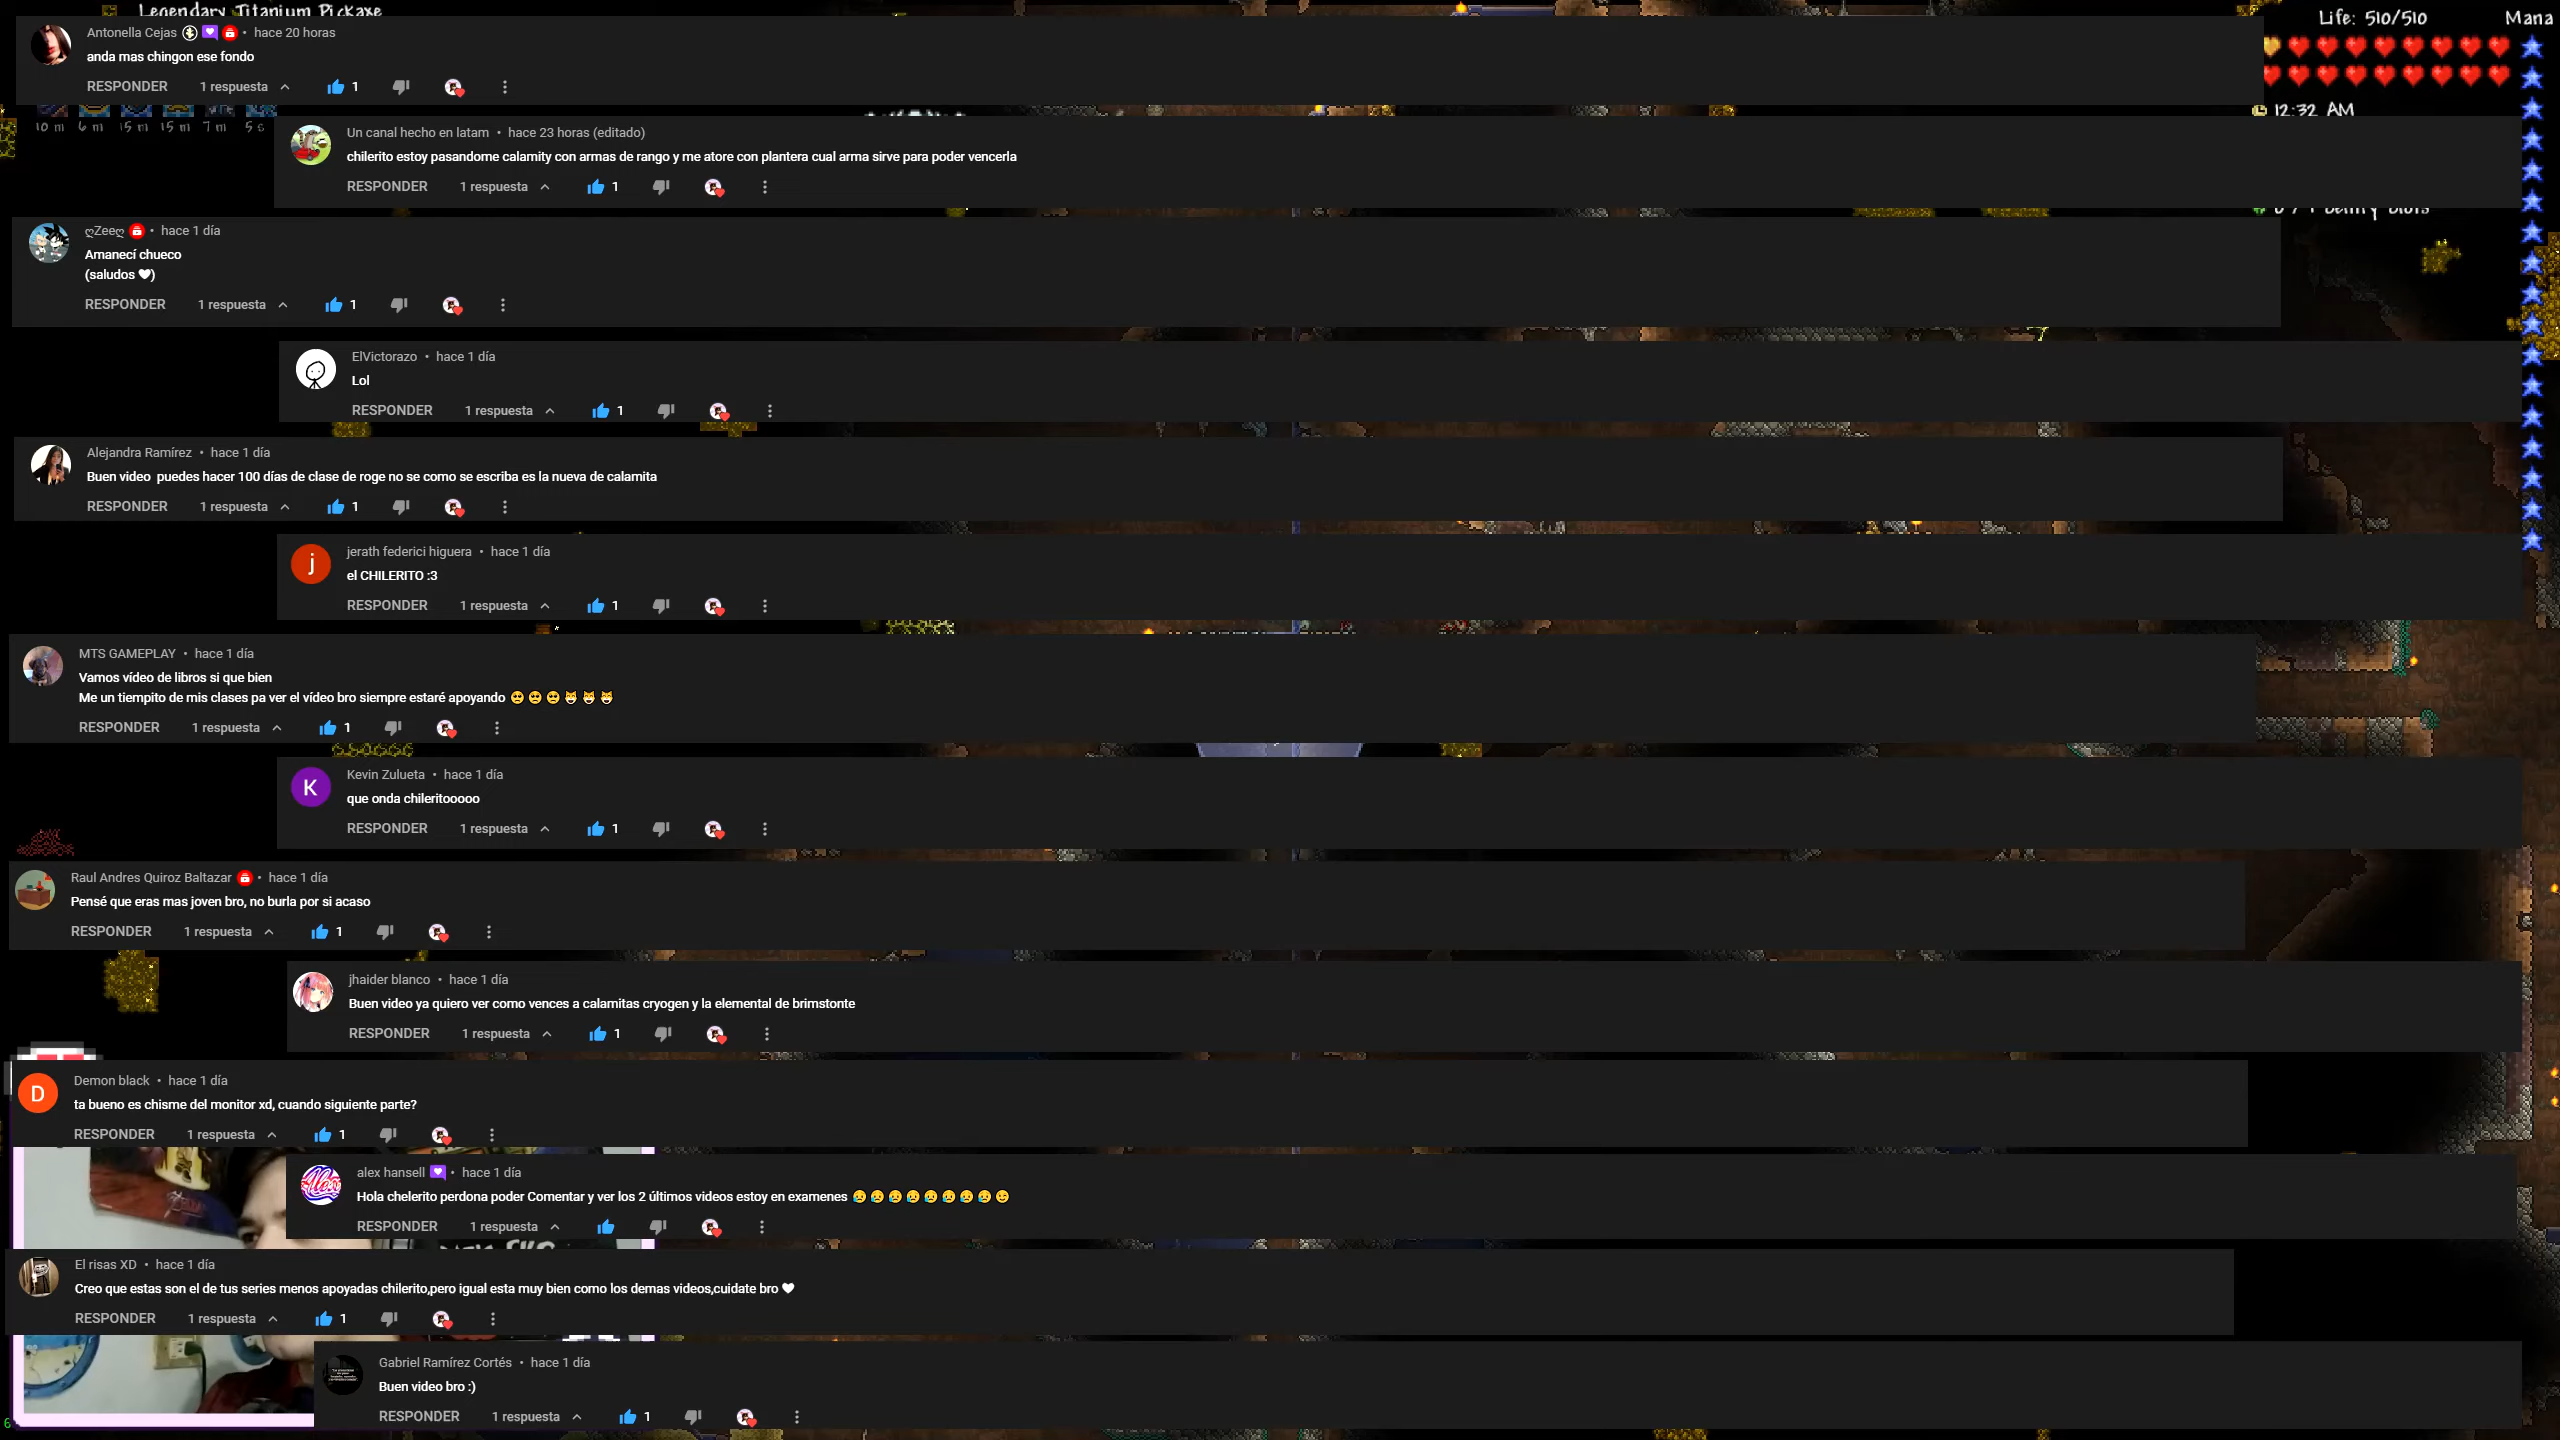 Legendary Titanium Pickaxe
Life: 510/510 Mana
Antonella Cejas • hace 20 horas
anda mas chingon ese fondo
RESPONDER 1 respuesta 1
10 m 6 m 15 m 15 m 7 m 5 s
12:32 AM
Un canal hecho en latam • hace 23 horas (editado)
chilerito estoy pasandome calamity con armas de rango y me atore con plantera cual arma sirve para poder vencerla
RESPONDER 1 respuesta 1
ღZeeღ • hace 1 día
Amanecí chueco
(saludos 🤍)
RESPONDER 1 respuesta 1
ElVictorazo • hace 1 día
Lol
RESPONDER 1 respuesta 1
Alejandra Ramírez • hace 1 día
Buen video puedes hacer 100 días de clase de roge no se como se escriba es la nueva de calamita
RESPONDER 1 respuesta 1
j
jerath federici higuera • hace 1 día
el CHILERITO :3
RESPONDER 1 respuesta 1
MTS GAMEPLAY • hace 1 día
Vamos vídeo de libros si que bien
Me un tiempito de mis clases pa ver el vídeo bro siempre estaré apoyando 🥺🥺🥺😸😸😸
RESPONDER 1 respuesta 1
K
Kevin Zulueta • hace 1 día
que onda chileritooooo
RESPONDER 1 respuesta 1
Raul Andres Quiroz Baltazar • hace 1 día
Pensé que eras mas joven bro, no burla por si acaso
RESPONDER 1 respuesta 1
jhaider blanco • hace 1 día
Buen video ya quiero ver como vences a calamitas cryogen y la elemental de brimstonte
RESPONDER 1 respuesta 1
D
Demon black • hace 1 día
ta bueno es chisme del monitor xd, cuando siguiente parte?
RESPONDER 1 respuesta 1
Alex
alex hansell • hace 1 día
Hola chelerito perdona poder Comentar y ver los 2 últimos videos estoy en examenes 😥😥😥😥😥😥😥😥😉
RESPONDER 1 respuesta
El risas XD • hace 1 día
Creo que estas son el de tus series menos apoyadas chilerito,pero igual esta muy bien como los demas videos,cuidate bro 🤍
RESPONDER 1 respuesta 1
Gabriel Ramírez Cortés • hace 1 día
Buen video bro :)
RESPONDER 1 respuesta 1
6